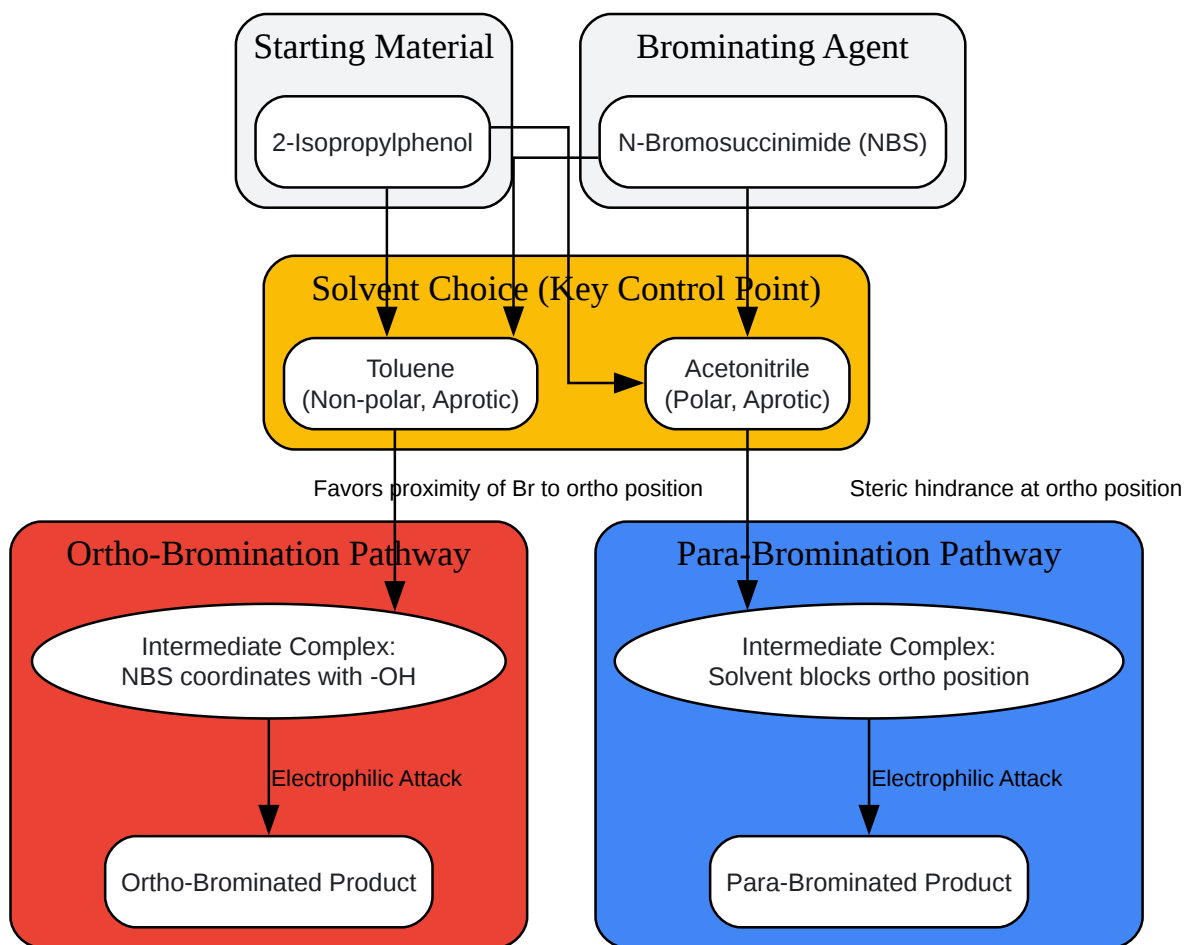 Starting Material
Brominating Agent
2-Isopropylphenol
N-Bromosuccinimide (NBS)
Solvent Choice (Key Control Point)
Toluene
(Non-polar, Aprotic)
Acetonitrile
(Polar, Aprotic)
Favors proximity of Br to ortho position
Steric hindrance at ortho position
Ortho-Bromination Pathway
Para-Bromination Pathway
Intermediate Complex:
NBS coordinates with -OH
Intermediate Complex:
Solvent blocks ortho position
Electrophilic Attack
Electrophilic Attack
Ortho-Brominated Product
Para-Brominated Product